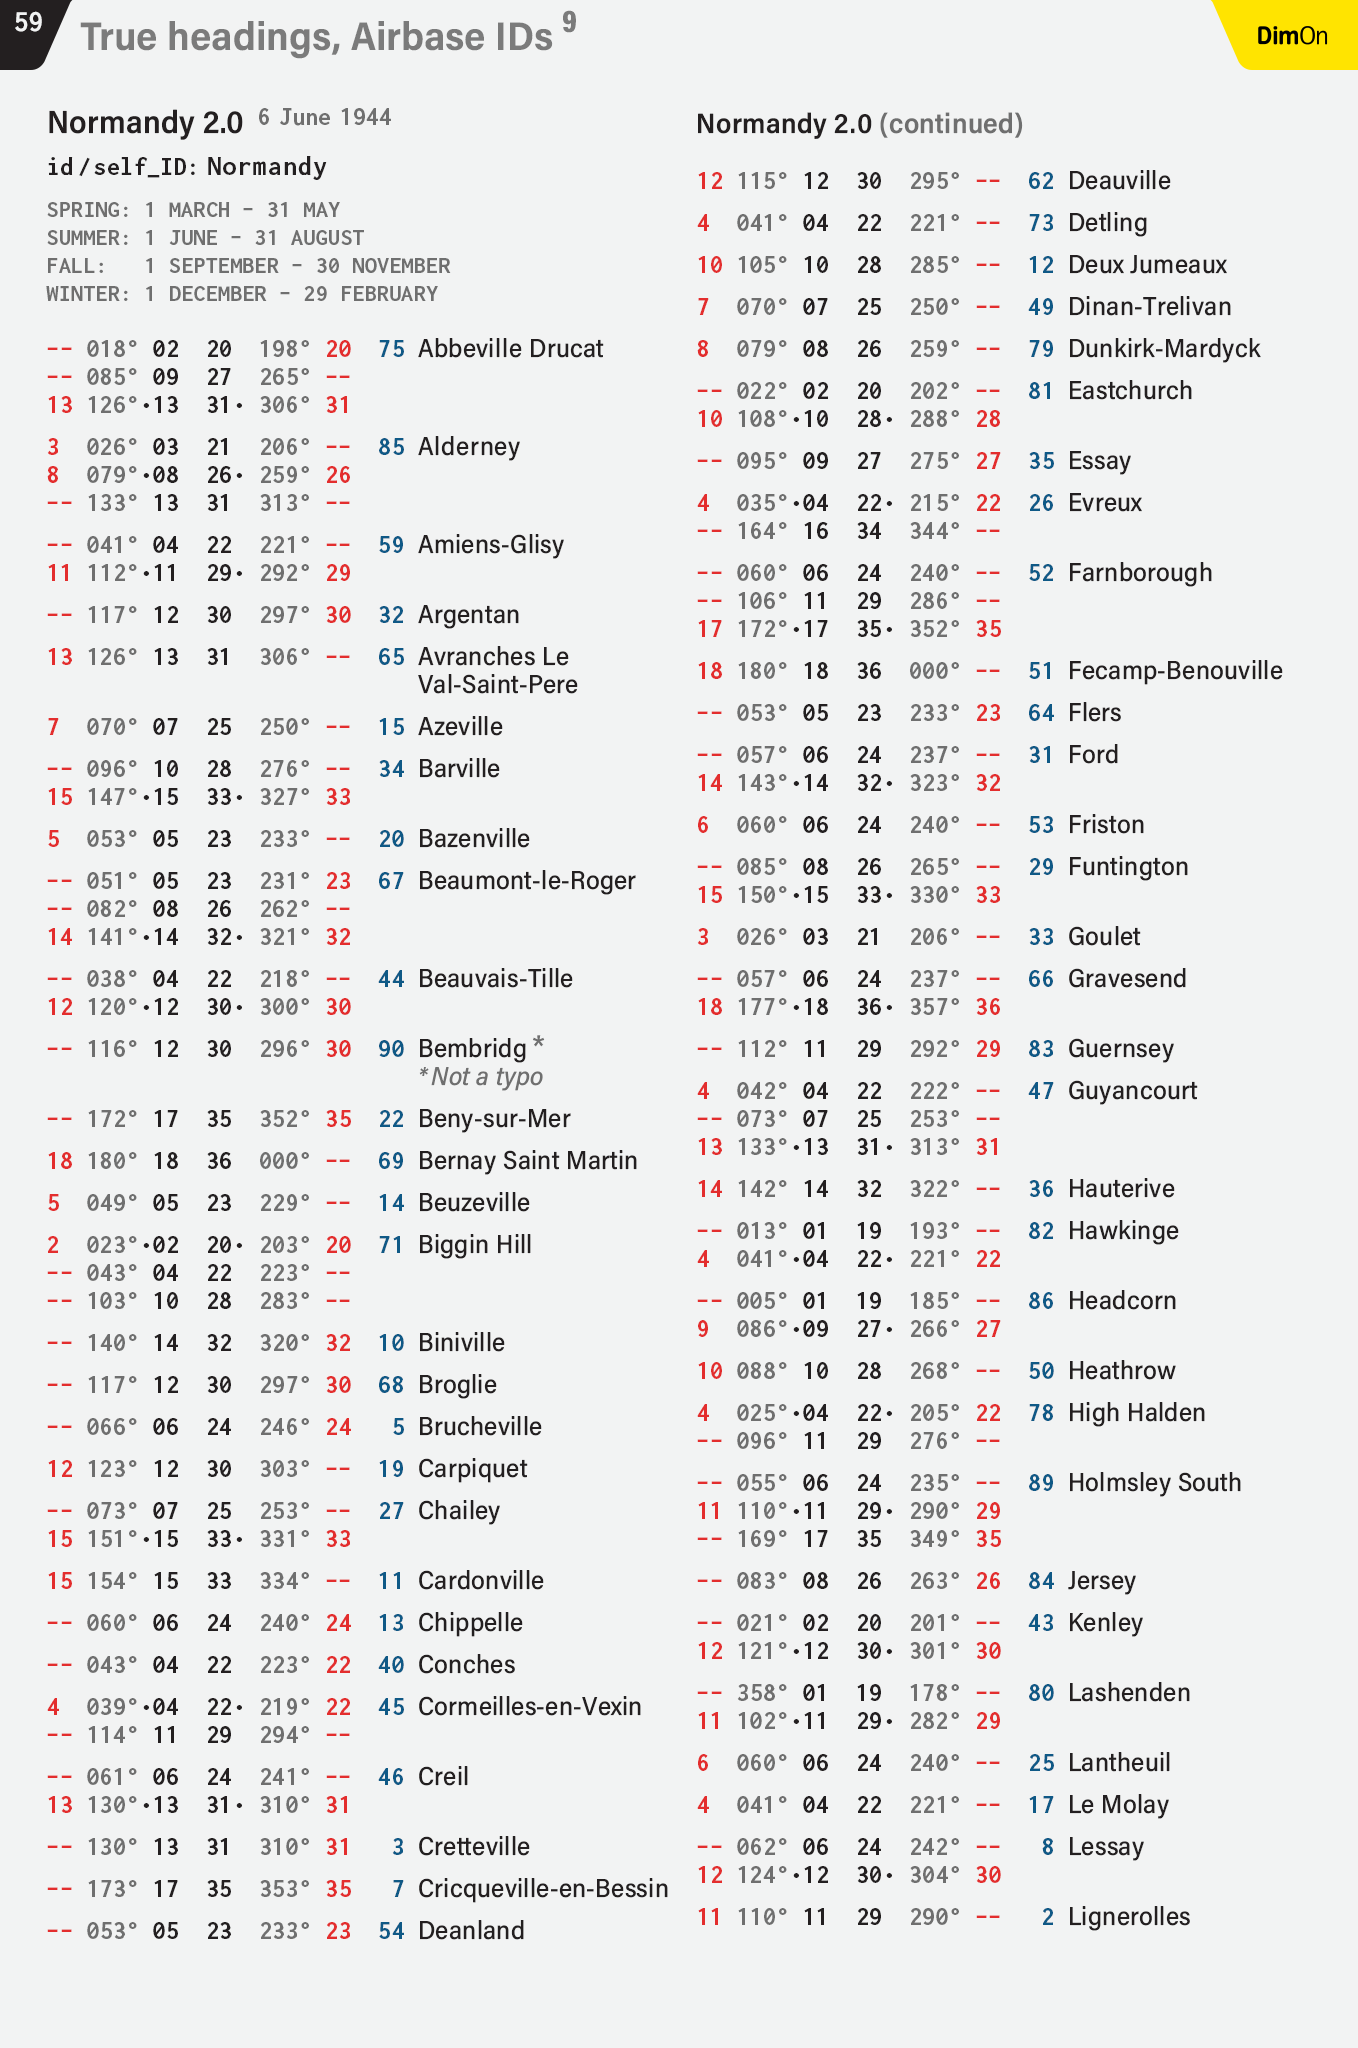 59
True headings, Airbase IDs 9
DimOn
Normandy 2.0 6 June 1944
id/self_ID: Normandy
SPRING: 1 MARCH – 31 MAY
SUMMER: 1 JUNE – 31 AUGUST
FALL: 1 SEPTEMBER – 30 NOVEMBER
WINTER: 1 DECEMBER – 29 FEBRUARY
-- 018° 02 20 198° 20 75 Abbeville Drucat
-- 085° 09 27 265° --
13 126°•13 31• 306° 31
3 026° 03 21 206° -- 85 Alderney
8 079°•08 26• 259° 26
-- 133° 13 31 313° --
-- 041° 04 22 221° -- 59 Amiens-Glisy
11 112°•11 29• 292° 29
-- 117° 12 30 297° 30 32 Argentan
13 126° 13 31 306° -- 65 Avranches Le
Val-Saint-Pere
7 070° 07 25 250° -- 15 Azeville
-- 096° 10 28 276° -- 34 Barville
15 147°•15 33• 327° 33
5 053° 05 23 233° -- 20 Bazenville
-- 051° 05 23 231° 23 67 Beaumont-le-Roger
-- 082° 08 26 262° --
14 141°•14 32• 321° 32
-- 038° 04 22 218° -- 44 Beauvais-Tille
12 120°•12 30• 300° 30
-- 116° 12 30 296° 30 90 Bembridg *
*Not a typo
-- 172° 17 35 352° 35 22 Beny-sur-Mer
18 180° 18 36 000° -- 69 Bernay Saint Martin
5 049° 05 23 229° -- 14 Beuzeville
2 023°•02 20• 203° 20 71 Biggin Hill
-- 043° 04 22 223° --
-- 103° 10 28 283° --
-- 140° 14 32 320° 32 10 Biniville
-- 117° 12 30 297° 30 68 Broglie
-- 066° 06 24 246° 24 5 Brucheville
12 123° 12 30 303° -- 19 Carpiquet
-- 073° 07 25 253° -- 27 Chailey
15 151°•15 33• 331° 33
15 154° 15 33 334° -- 11 Cardonville
-- 060° 06 24 240° 24 13 Chippelle
-- 043° 04 22 223° 22 40 Conches
4 039°•04 22• 219° 22 45 Cormeilles-en-Vexin
-- 114° 11 29 294° --
-- 061° 06 24 241° -- 46 Creil
13 130°•13 31• 310° 31
-- 130° 13 31 310° 31 3 Cretteville
-- 173° 17 35 353° 35 7 Cricqueville-en-Bessin
-- 053° 05 23 233° 23 54 Deanland
Normandy 2.0 (continued)
12 115° 12 30 295° -- 62 Deauville
4 041° 04 22 221° -- 73 Detling
10 105° 10 28 285° -- 12 Deux Jumeaux
7 070° 07 25 250° -- 49 Dinan-Trelivan
8 079° 08 26 259° -- 79 Dunkirk-Mardyck
-- 022° 02 20 202° -- 81 Eastchurch
10 108°•10 28• 288° 28
-- 095° 09 27 275° 27 35 Essay
4 035°•04 22• 215° 22 26 Evreux
-- 164° 16 34 344° --
-- 060° 06 24 240° -- 52 Farnborough
-- 106° 11 29 286° --
17 172°•17 35• 352° 35
18 180° 18 36 000° -- 51 Fecamp-Benouville
-- 053° 05 23 233° 23 64 Flers
-- 057° 06 24 237° -- 31 Ford
14 143°•14 32• 323° 32
6 060° 06 24 240° -- 53 Friston
-- 085° 08 26 265° -- 29 Funtington
15 150°•15 33• 330° 33
3 026° 03 21 206° -- 33 Goulet
-- 057° 06 24 237° -- 66 Gravesend
18 177°•18 36• 357° 36
-- 112° 11 29 292° 29 83 Guernsey
4 042° 04 22 222° -- 47 Guyancourt
-- 073° 07 25 253° --
13 133°•13 31• 313° 31
14 142° 14 32 322° -- 36 Hauterive
-- 013° 01 19 193° -- 82 Hawkinge
4 041°•04 22• 221° 22
-- 005° 01 19 185° -- 86 Headcorn
9 086°•09 27• 266° 27
10 088° 10 28 268° -- 50 Heathrow
4 025°•04 22• 205° 22 78 High Halden
-- 096° 11 29 276° --
-- 055° 06 24 235° -- 89 Holmsley South
11 110°•11 29• 290° 29
-- 169° 17 35 349° 35
-- 083° 08 26 263° 26 84 Jersey
-- 021° 02 20 201° -- 43 Kenley
12 121°•12 30• 301° 30
-- 358° 01 19 178° -- 80 Lashenden
11 102°•11 29• 282° 29
6 060° 06 24 240° -- 25 Lantheuil
4 041° 04 22 221° -- 17 Le Molay
-- 062° 06 24 242° -- 8 Lessay
12 124°•12 30• 304° 30
11 110° 11 29 290° -- 2 Lignerolles